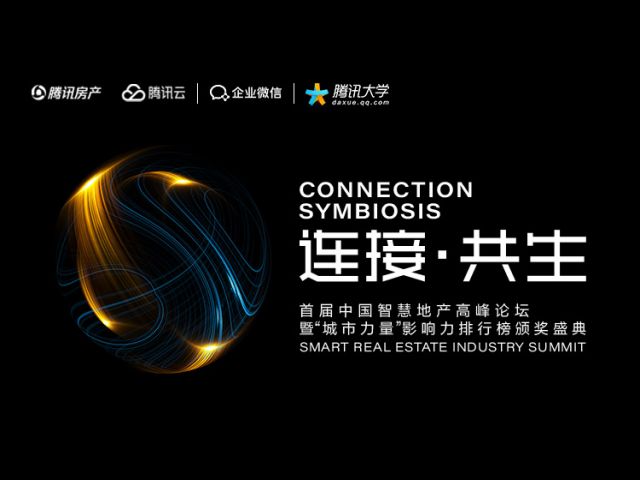 腾讯房产 腾讯云 企业微信 腾讯大学
daxue.qq.com
CONNECTION
SYMBIOSIS
连接·共生
首届中国智慧地产高峰论坛
暨“城市力量”影响力排行榜颁奖盛典
SMART REAL ESTATE INDUSTRY SUMMIT